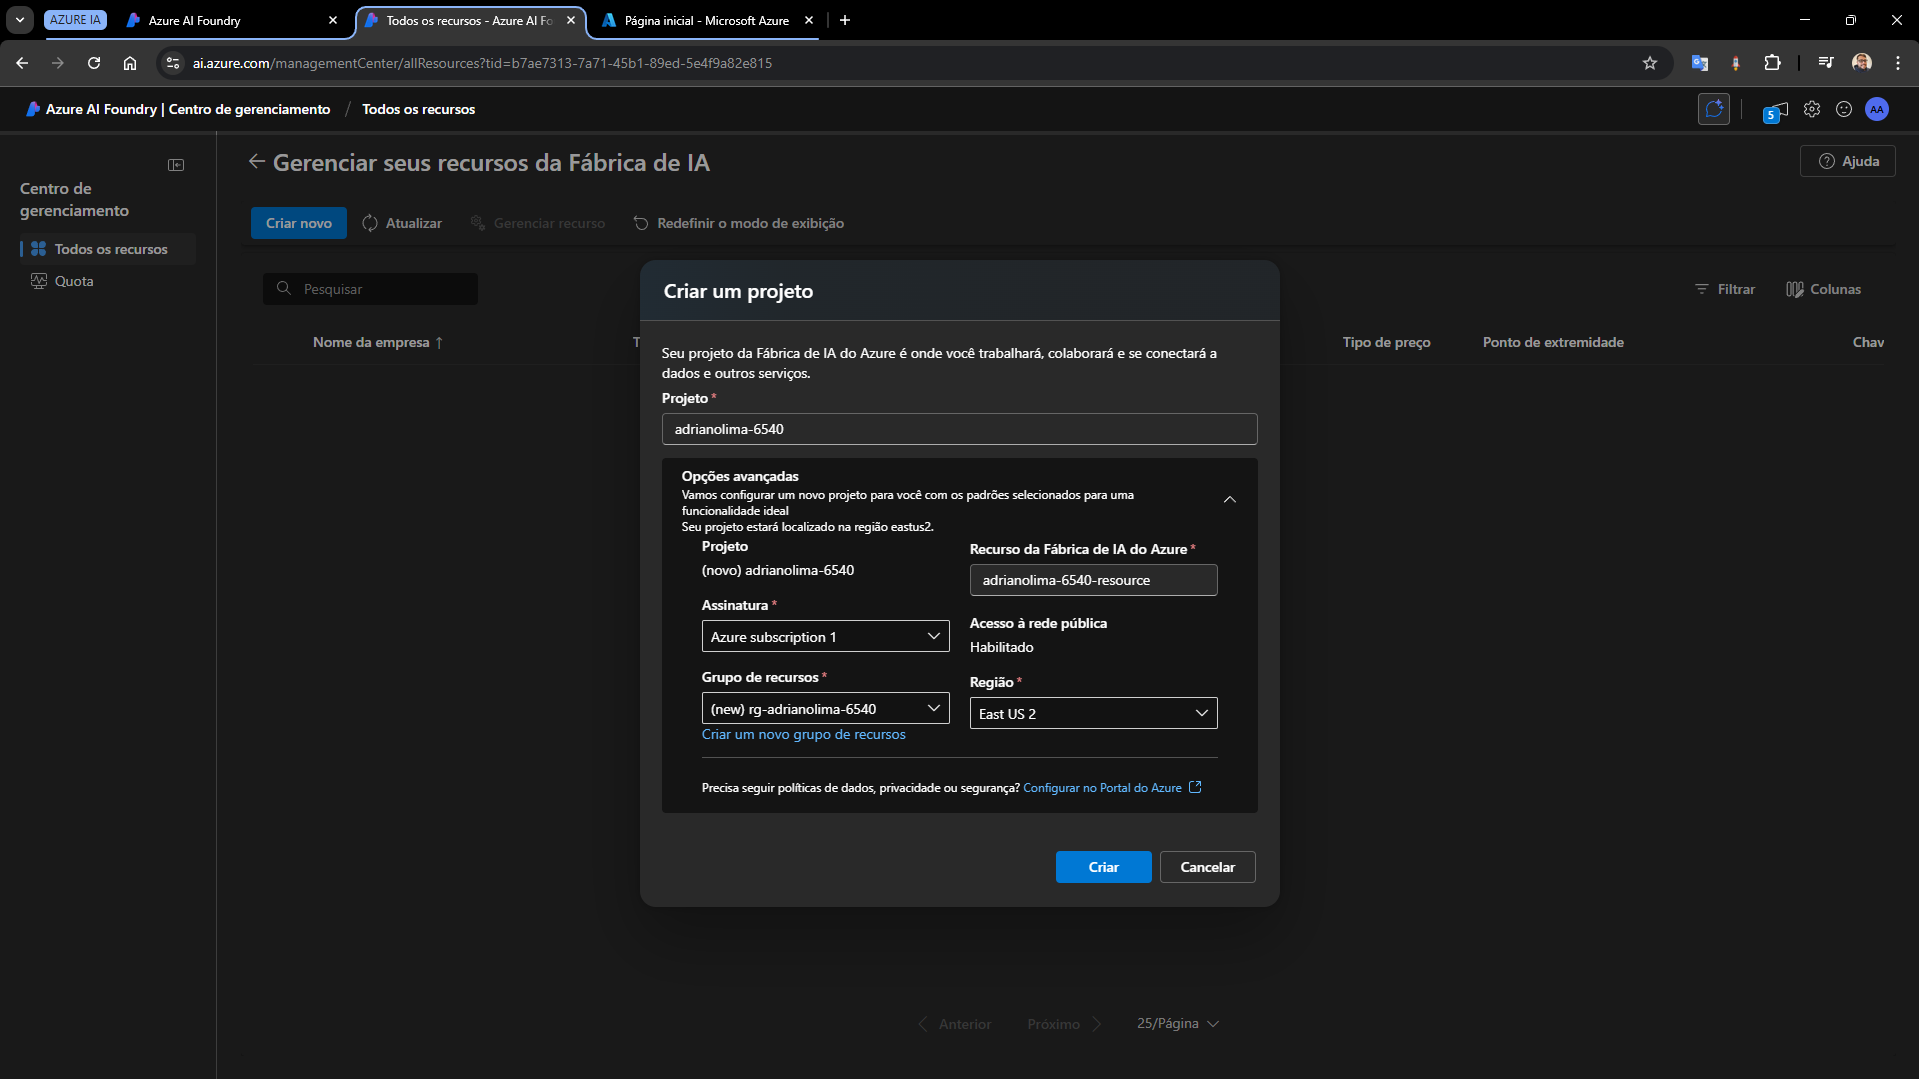 AZURE IA
Azure AI Foundry
Todos os recursos - Azure AI Fo
Página inicial - Microsoft Azure
ai.azure.com/managementCenter/allResources?tid=b7ae7313-7a71-45b1-89ed-5e4f9a82e815
Azure AI Foundry | Centro de gerenciamento / Todos os recursos
5
AA
Centro de
gerenciamento
Todos os recursos
Quota
Gerenciar seus recursos da Fábrica de IA
Ajuda
Criar novo
Atualizar
Gerenciar recurso
Redefinir o modo de exibição
Pesquisar
Filtrar
Colunas
Nome da empresa ↑
T
Tipo de preço
Ponto de extremidade
Chav
Criar um projeto
Seu projeto da Fábrica de IA do Azure é onde você trabalhará, colaborará e se conectará a
dados e outros serviços.
Projeto *
adrianolima-6540
Opções avançadas
Vamos configurar um novo projeto para você com os padrões selecionados para uma
funcionalidade ideal
Seu projeto estará localizado na região eastus2.
Projeto
(novo) adrianolima-6540
Recurso da Fábrica de IA do Azure *
adrianolima-6540-resource
Assinatura *
Azure subscription 1
Acesso à rede pública
Habilitado
Grupo de recursos *
(new) rg-adrianolima-6540
Criar um novo grupo de recursos
Região *
East US 2
Precisa seguir políticas de dados, privacidade ou segurança? Configurar no Portal do Azure
Criar
Cancelar
Anterior
Próximo
25/Página